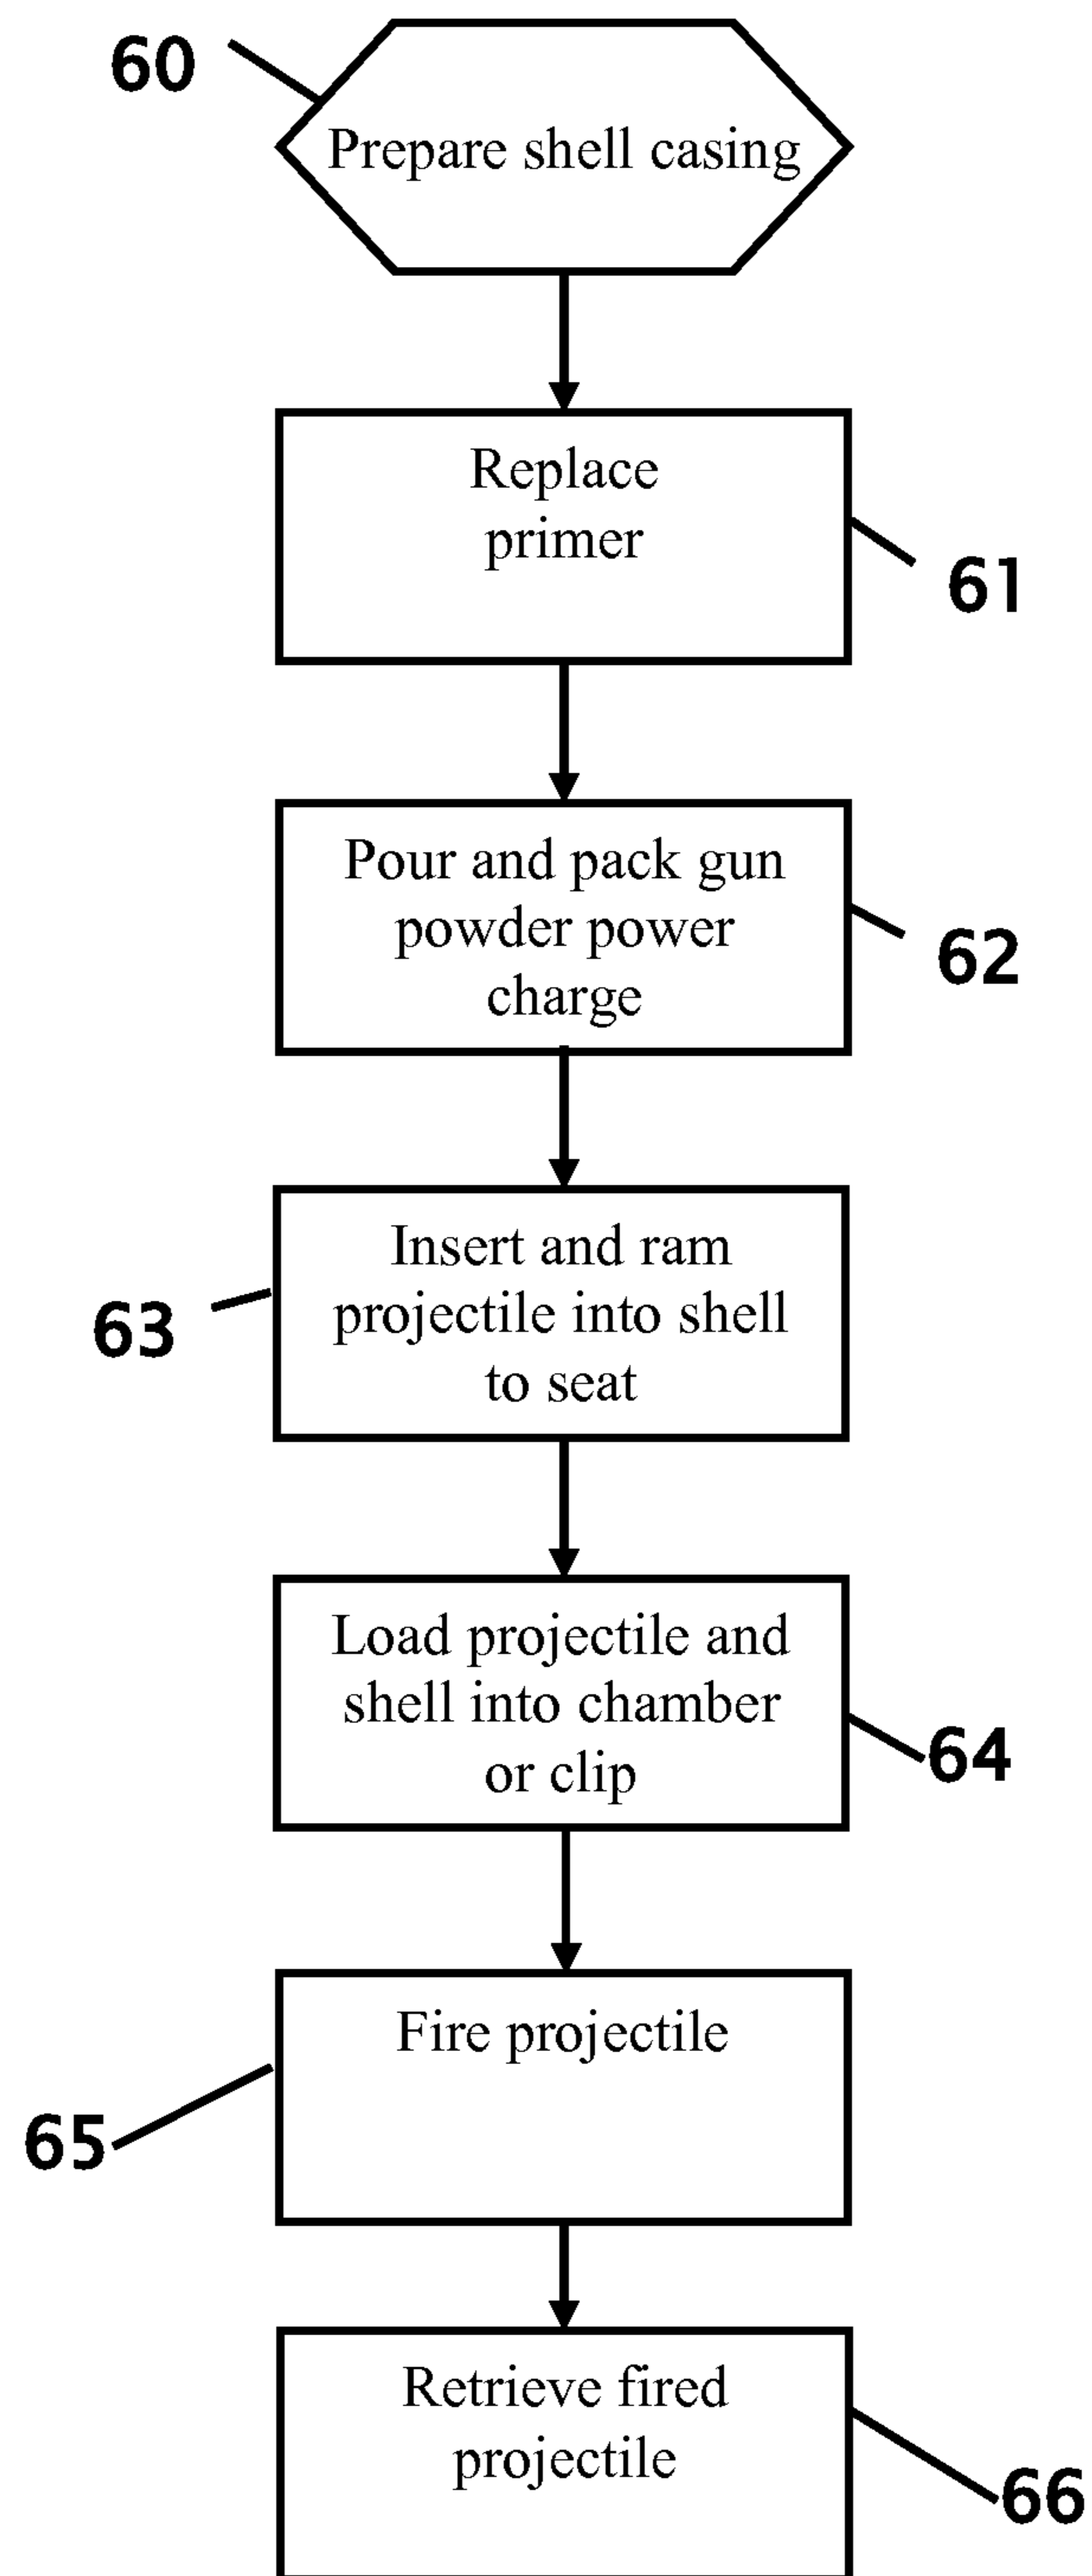 60
Prepare shell casing
Replace
primer
61
Pour and pack gun
powder power
charge
62
Insert and ram
projectile into shell
to seat
63
Load projectile and
shell into chamber
or clip
64
Fire projectile
65
Retrieve fired
projectile
66